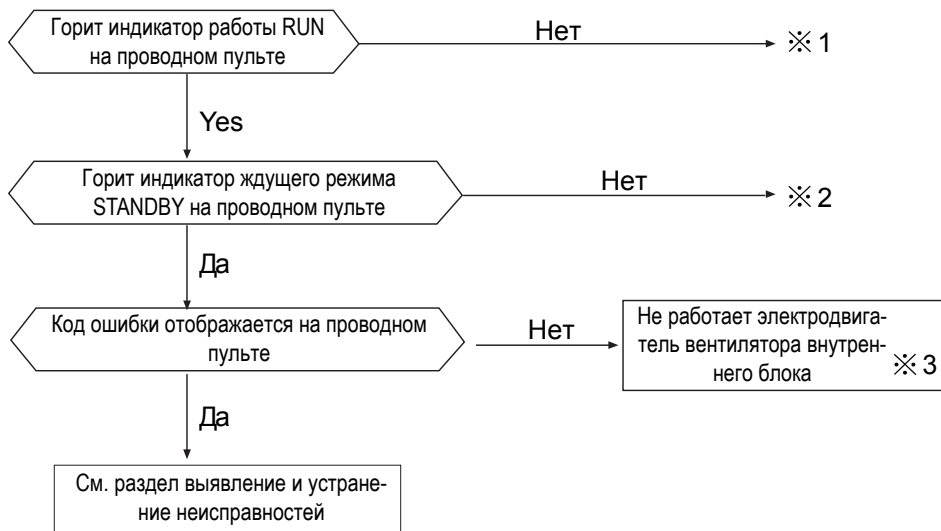 Горит индикатор работы RUN
на проводном пульте
Нет
※ 1
Yes
Горит индикатор ждущего режима
STANDBY на проводном пульте
Нет
※ 2
Да
Код ошибки отображается на проводном
пульте
Нет
Не работает электродвига-
тель вентилятора внутрен-
него блока
※ 3
Да
См. раздел выявление и устране-
ние неисправностей